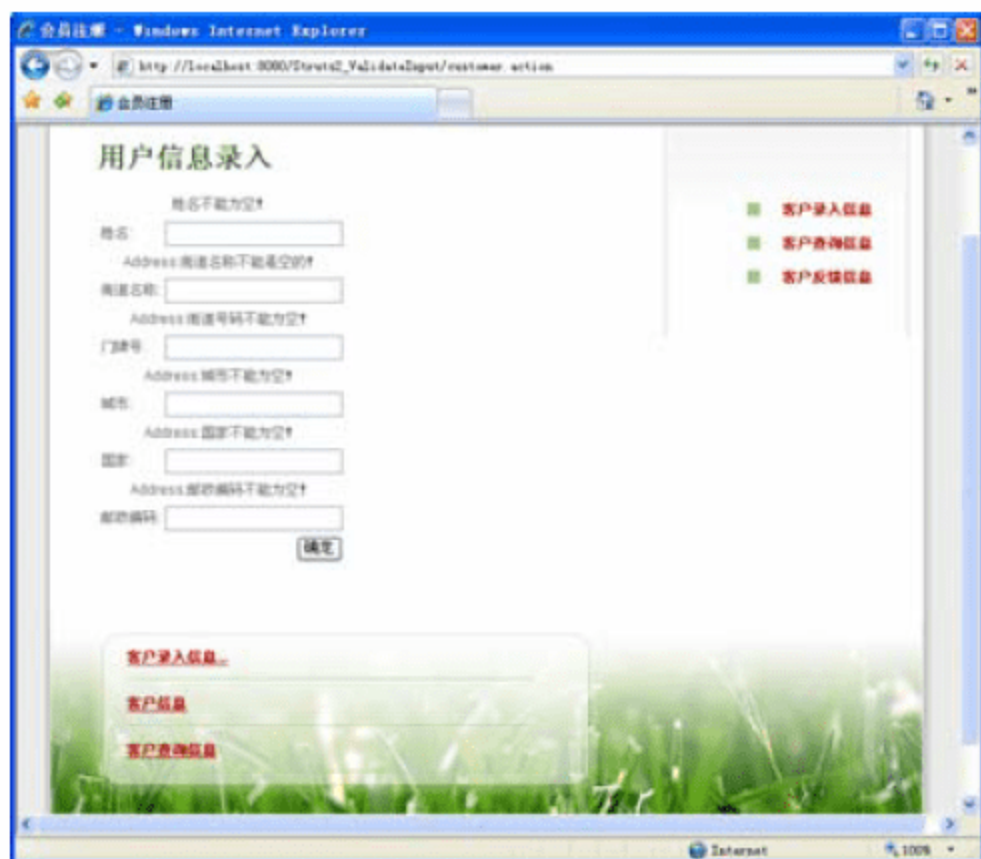 会员注册 - Windows Internet Explorer
http://localhost:8080/Struts2_ValidateInput/customer.action
会员注册
用户信息录入
姓名不能为空!
姓名:
Address:街道名称不能是空的!
街道名称:
Address:街道号码不能为空!
门牌号:
Address:城市不能为空!
城市:
Address:国家不能为空!
国家:
Address:邮政编码不能为空!
邮政编码:
确定
客户录入信息
客户查询信息
客户反馈信息
客户录入信息..
客户信息
客户查询信息
Internet
100%